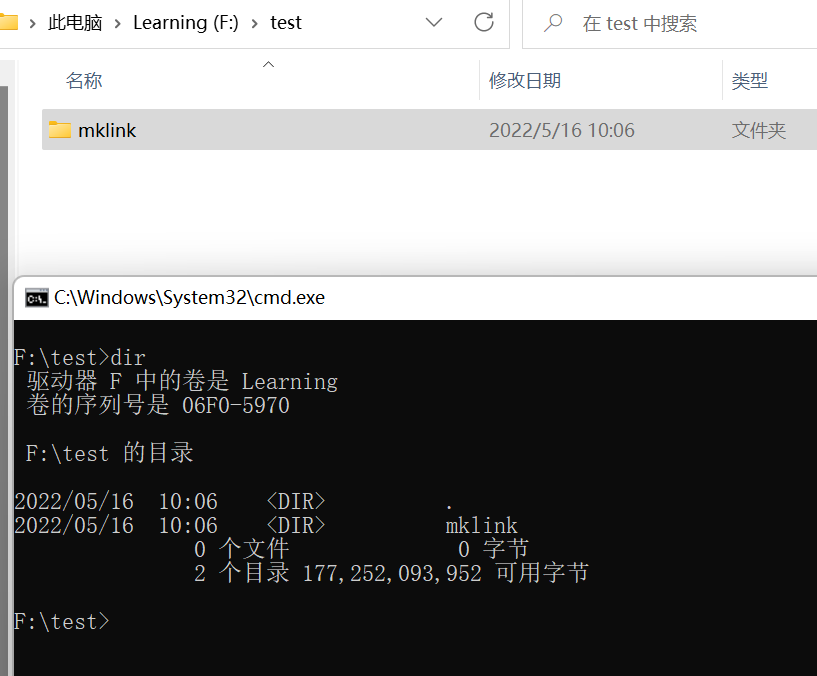 此电脑 > Learning (F:) > test
在 test 中搜索
名称 修改日期 类型
mklink 2022/5/16 10:06 文件夹
C:\Windows\System32\cmd.exe
F:\test>dir
驱动器 F 中的卷是 Learning
卷的序列号是 06F0-5970
F:\test 的目录
2022/05/16  10:06    <DIR>          .
2022/05/16  10:06    <DIR>          mklink
0 个文件              0 字节
2 个目录 177,252,093,952 可用字节
F:\test>